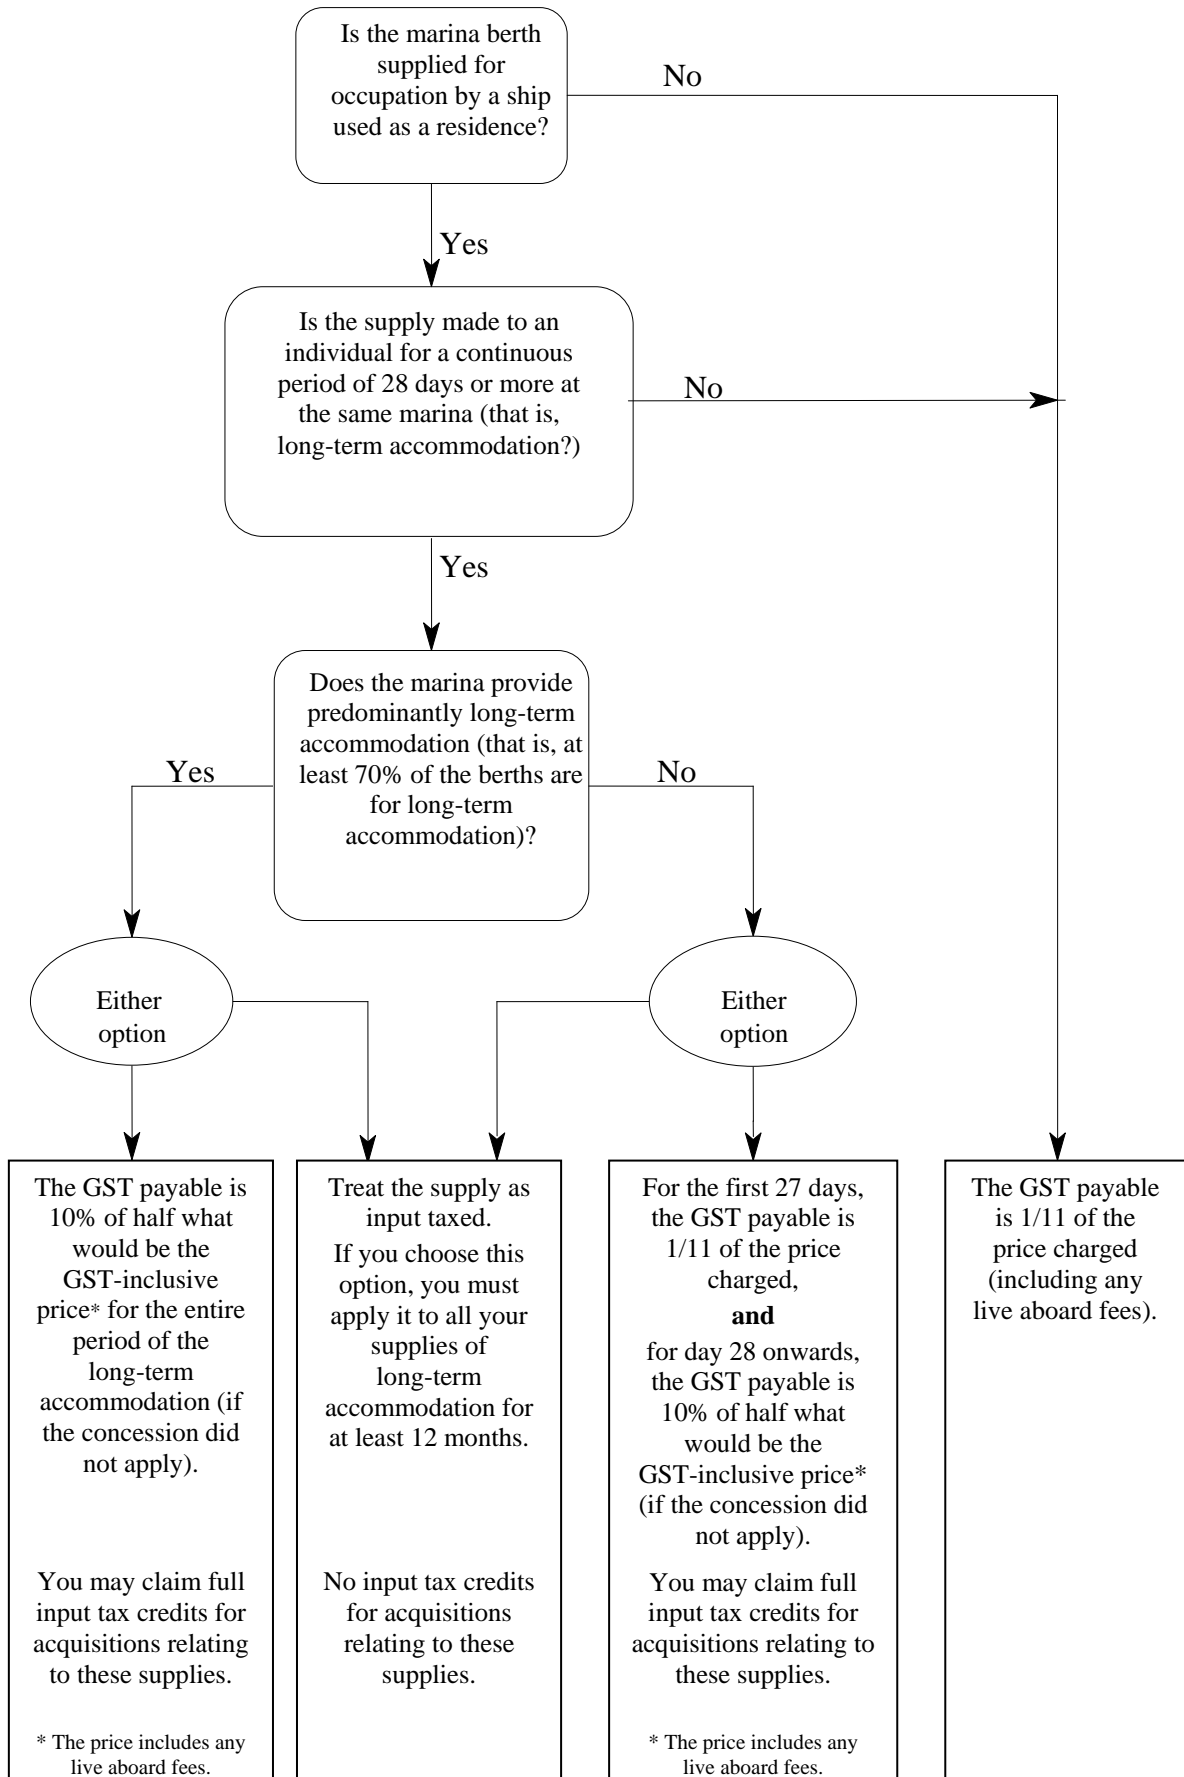 Is the marina berth
supplied for
occupation by a ship
used as a residence?
No
Yes
Is the supply made to an
individual for a continuous
period of 28 days or more at
the same marina (that is,
long-term accommodation?)
No
Yes
Does the marina provide
predominantly long-term
accommodation (that is, at
least 70% of the berths are
for long-term
accommodation)?
Yes
No
Either
option
Either
option
The GST payable is
10% of half what
would be the
GST-inclusive
price* for the entire
period of the
long-term
accommodation (if
the concession did
not apply).
You may claim full
input tax credits for
acquisitions relating
to these supplies.
* The price includes any
live aboard fees.
Treat the supply as
input taxed.
If you choose this
option, you must
apply it to all your
supplies of
long-term
accommodation for
at least 12 months.
No input tax credits
for acquisitions
relating to these
supplies.
For the first 27 days,
the GST payable is
1/11 of the price
charged,
and
for day 28 onwards,
the GST payable is
10% of half what
would be the
GST-inclusive price*
(if the concession did
not apply).
You may claim full
input tax credits for
acquisitions relating to
these supplies.
* The price includes any
live aboard fees.
The GST payable
is 1/11 of the
price charged
(including any
live aboard fees).